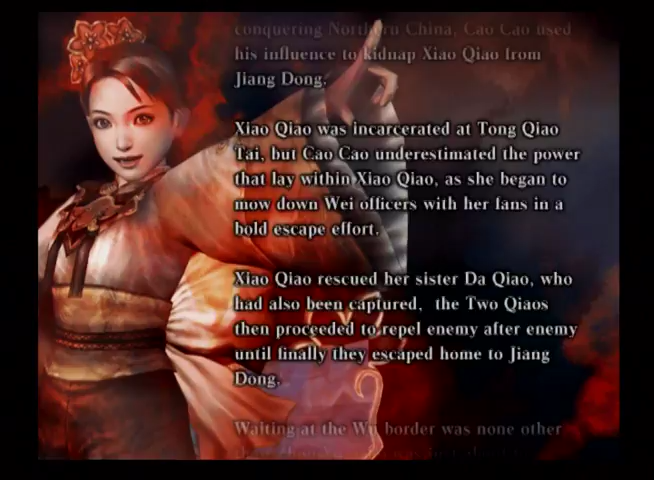 conquering Northern China, Cao Cao used
his influence to kidnap Xiao Qiao from
Jiang Dong.
Xiao Qiao was incarcerated at Tong Qiao
Tai, but Cao Cao underestimated the power
that lay within Xiao Qiao, as she began to
mow down Wei officers with her fans in a
bold escape effort.
Xiao Qiao rescued her sister Da Qiao, who
had also been captured, the Two Qiaos
then proceeded to repel enemy after enemy
until finally they escaped home to Jiang
Dong.
Waiting at the Wu border was none other